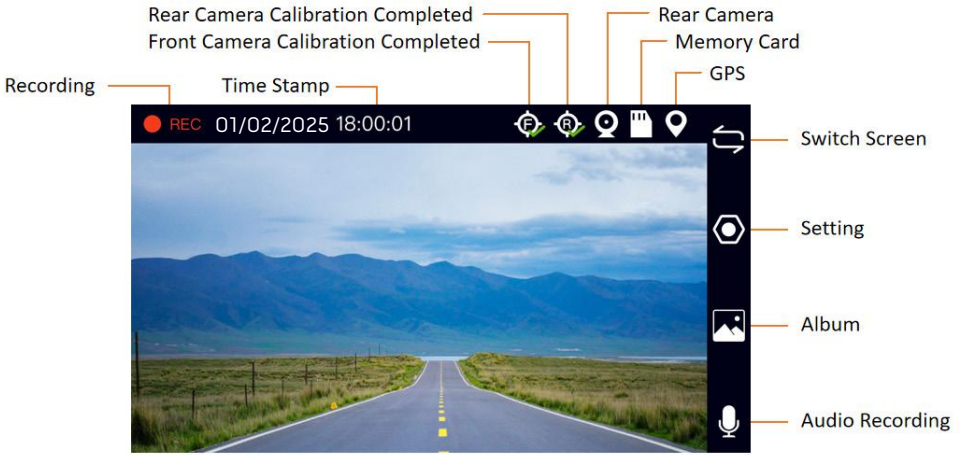 Rear Camera Calibration Completed
Rear Camera
Front Camera Calibration Completed
Memory Card
GPS
Recording
Time Stamp
REC 01/02/2025 18:00:01
F
R
Switch Screen
Setting
Album
Audio Recording